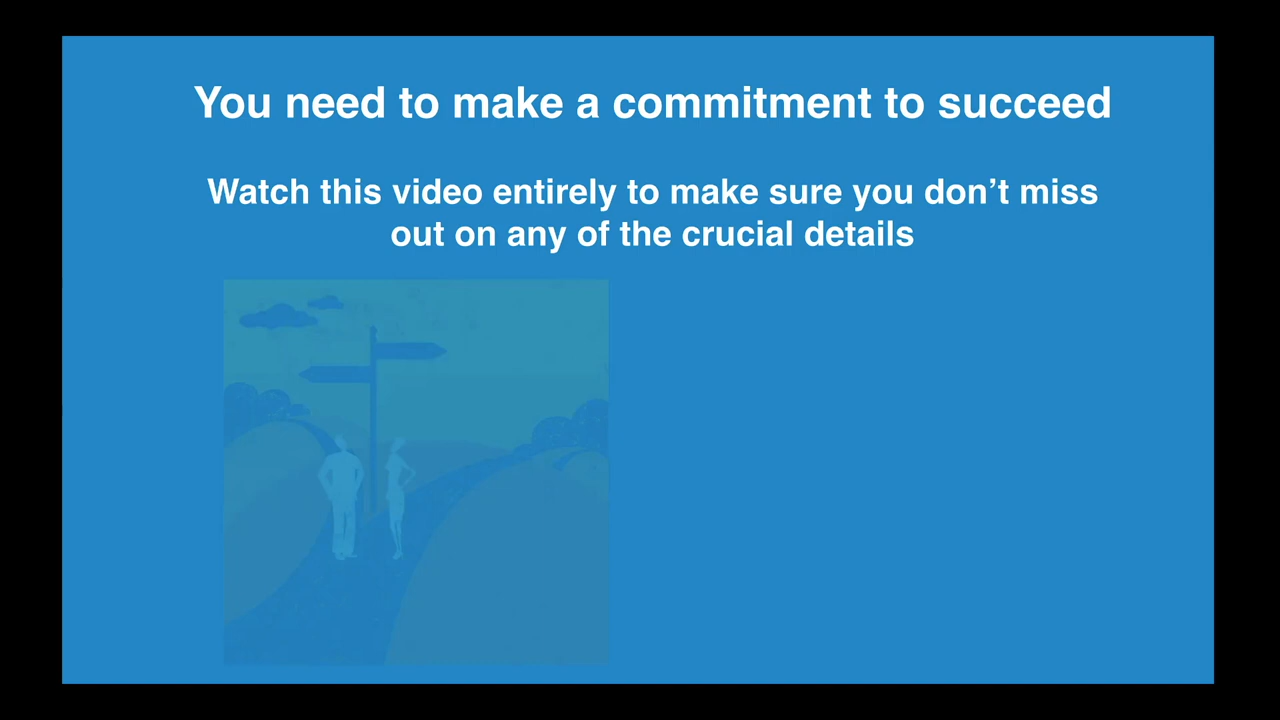 You need to make a commitment to succeed
Watch this video entirely to make sure you don’t miss
out on any of the crucial details